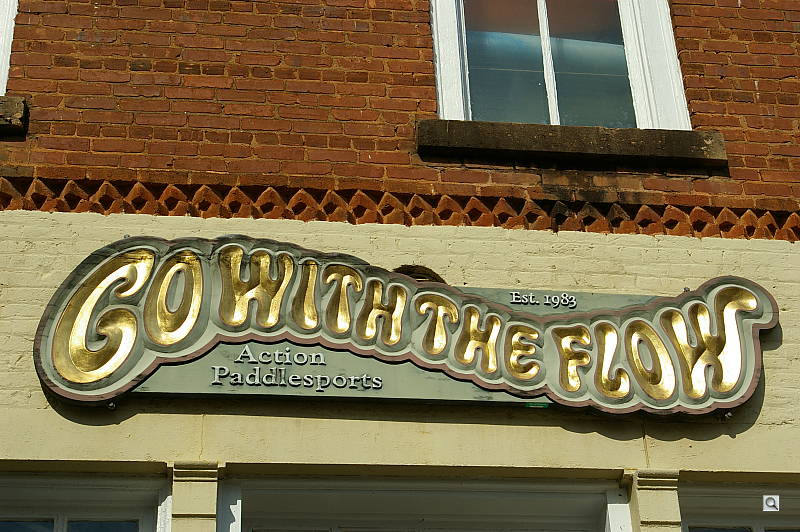 GO WITH THE FLOW
Est. 1983
Action
Paddlesports